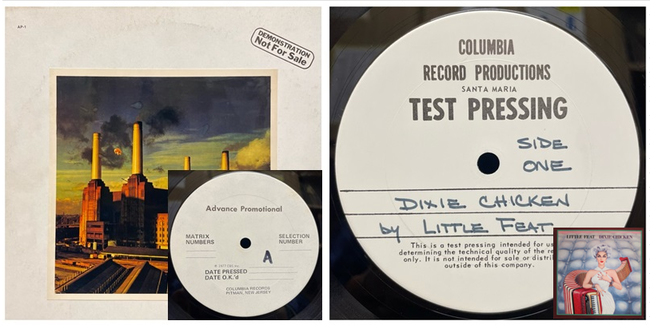 AP-1
DEMONSTRATION
Not For Sale
Advance Promotional
MATRIX
NUMBERS
SELECTION
NUMBER
A
DATE PRESSED
DATE O.K.'d
COLUMBIA RECORDS
PITMAN, NEW JERSEY
COLUMBIA
RECORD PRODUCTIONS
SANTA MARIA
TEST PRESSING
SIDE
ONE
DIXIE CHICKEN
by LITTLE FEAT
This is a test pressing intended for
determining the technical quality of the
only. It is not intended for sale or
outside of this company.
LITTLE FEAT DIXIE CHICKEN